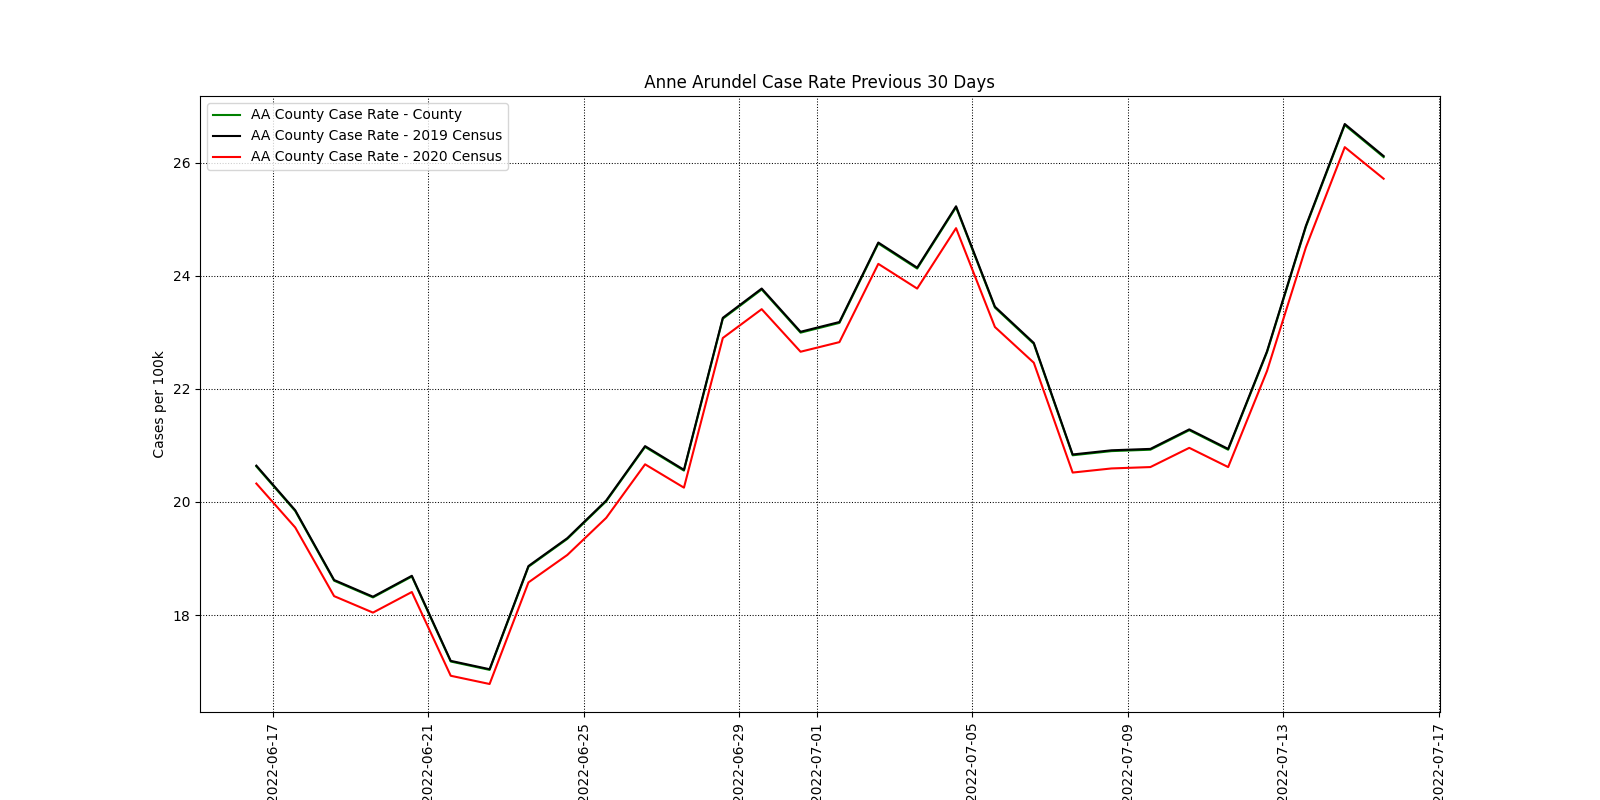 Anne Arundel Case Rate Previous 30 Days
AA County Case Rate - County
AA County Case Rate - 2019 Census
AA County Case Rate - 2020 Census
Cases per 100k
26
24
22
20
18
2022-06-17
2022-06-21
2022-06-25
2022-06-29
2022-07-01
2022-07-05
2022-07-09
2022-07-13
2022-07-17